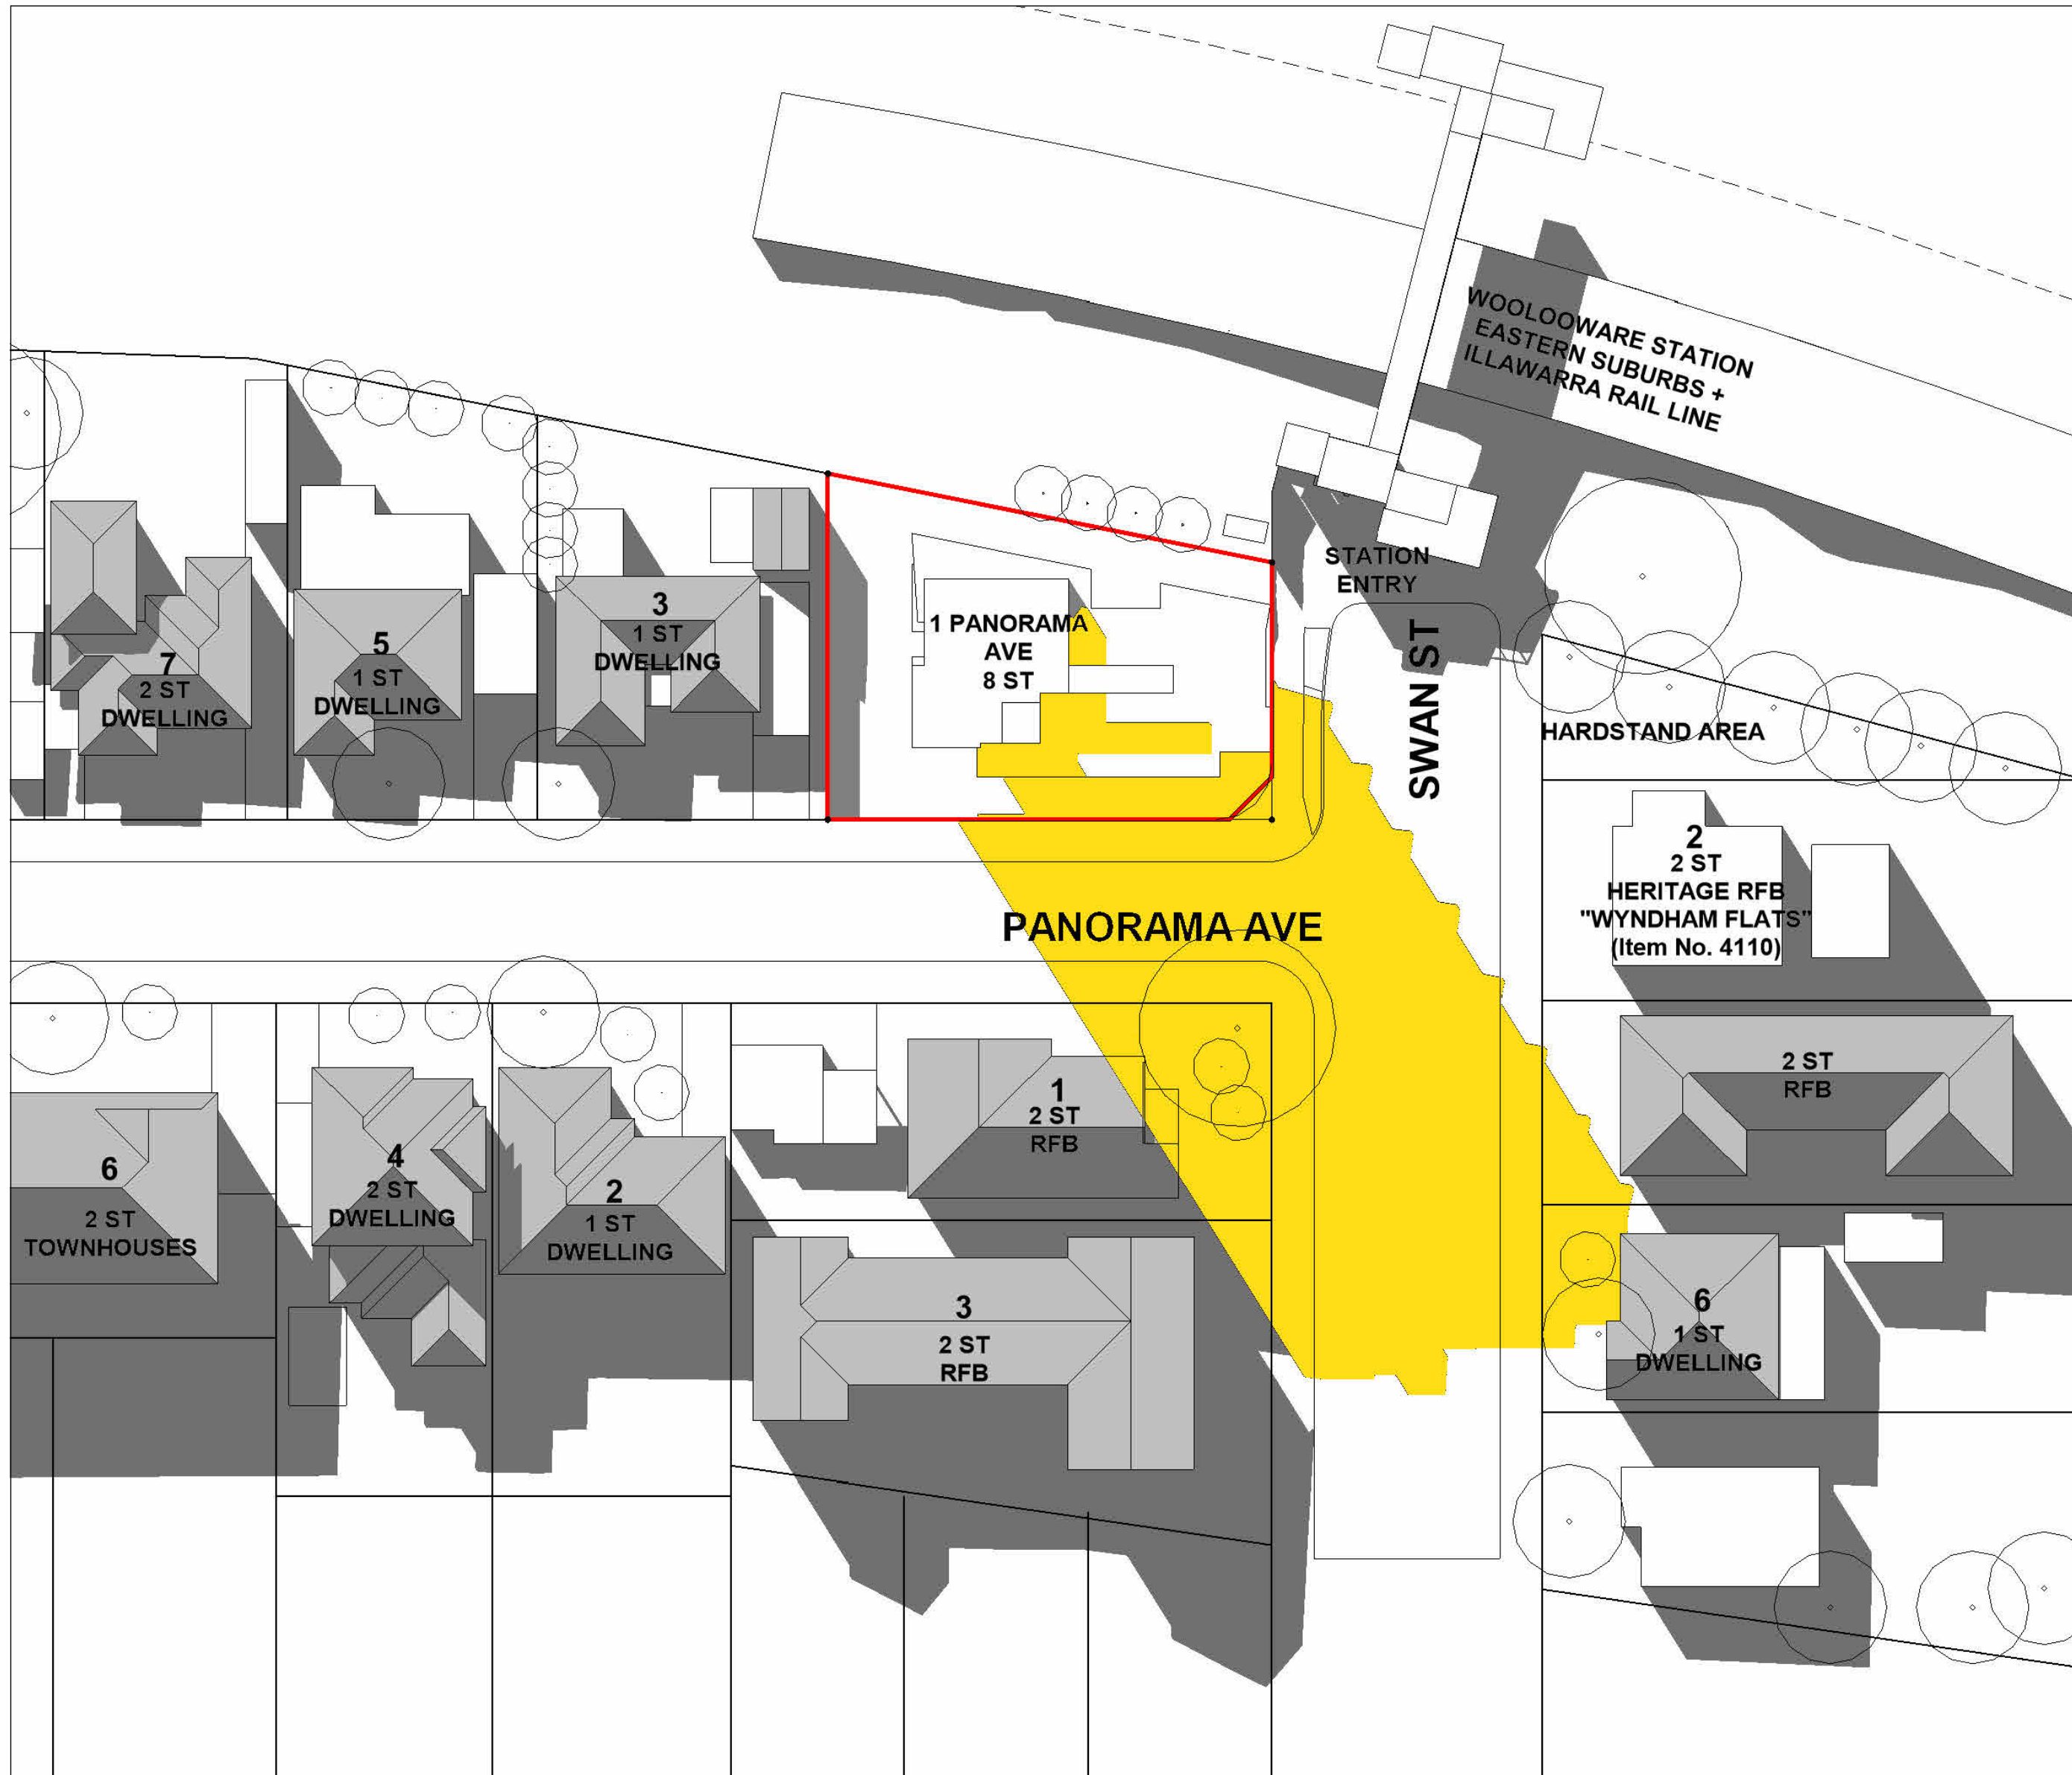 WOOLOOWARE STATION
EASTERN SUBURBS +
ILLAWARRA RAIL LINE
STATION
ENTRY
SWAN ST
1 PANORAMA
AVE
8 ST
3
1 ST
DWELLING
5
1 ST
DWELLING
7
2 ST
DWELLING
HARDSTAND AREA
2
2 ST
HERITAGE RFB
"WYNDHAM FLATS"
(Item No. 4110)
PANORAMA AVE
2 ST
RFB
1
2 ST
RFB
6
2 ST
TOWNHOUSES
4
2 ST
DWELLING
2
1 ST
DWELLING
3
2 ST
RFB
6
1 ST
DWELLING